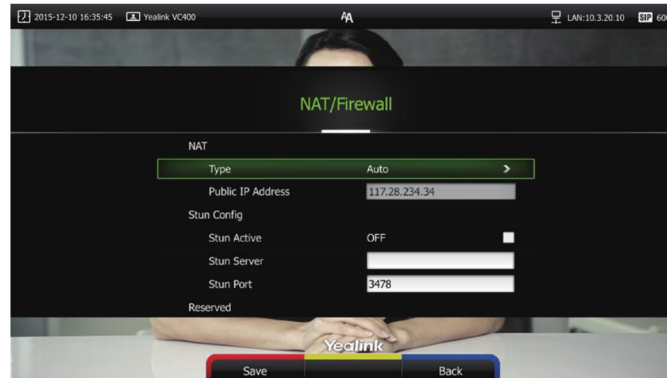 2015-12-10 16:35:45 Yealink VC400 AA LAN:10.3.20.10 SIP
NAT/Firewall
NAT
Type Auto >
Public IP Address 117.28.234.34
Stun Config
Stun Active OFF
Stun Server
Stun Port 3478
Reserved
Yealink
Save Back